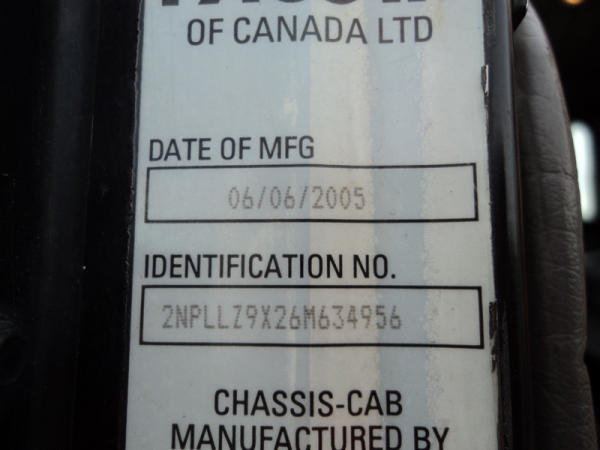 OF CANADA LTD
DATE OF MFG
06/06/2005
IDENTIFICATION NO.
2NPLLZ9X26M634956
CHASSIS-CAB
MANUFACTURED BY